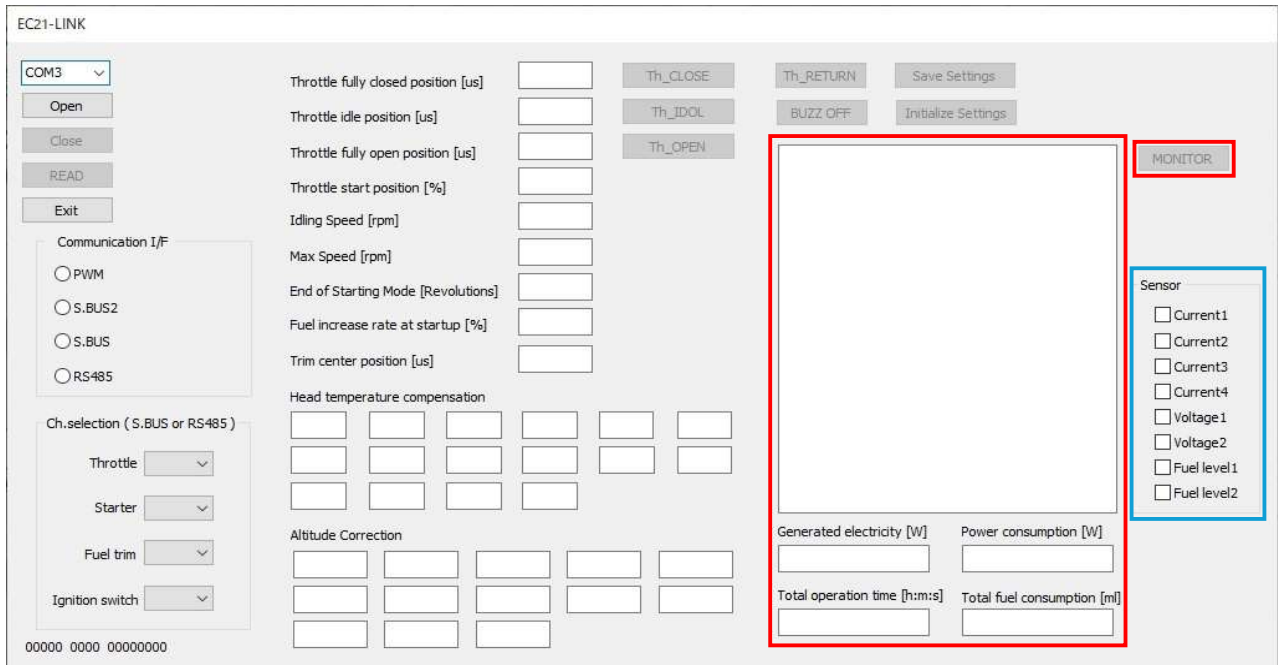 EC21-LINK
COM3
Open
Close
READ
Exit
Communication I/F
PWM
S.BUS2
S.BUS
RS485
Ch.selection ( S.BUS or RS485 )
Throttle
Starter
Fuel trim
Ignition switch
00000 0000 00000000
Throttle fully closed position [us]
Throttle idle position [us]
Throttle fully open position [us]
Throttle start position [%]
Idling Speed [rpm]
Max Speed [rpm]
End of Starting Mode [Revolutions]
Fuel increase rate at startup [%]
Trim center position [us]
Head temperature compensation
Altitude Correction
Th_CLOSE
Th_IDOL
Th_OPEN
Th_RETURN
Save Settings
BUZZ OFF
Initialize Settings
MONITOR
Generated electricity [W]
Power consumption [W]
Total operation time [h:m:s]
Total fuel consumption [ml]
Sensor
Current1
Current2
Current3
Current4
Voltage1
Voltage2
Fuel level1
Fuel level2